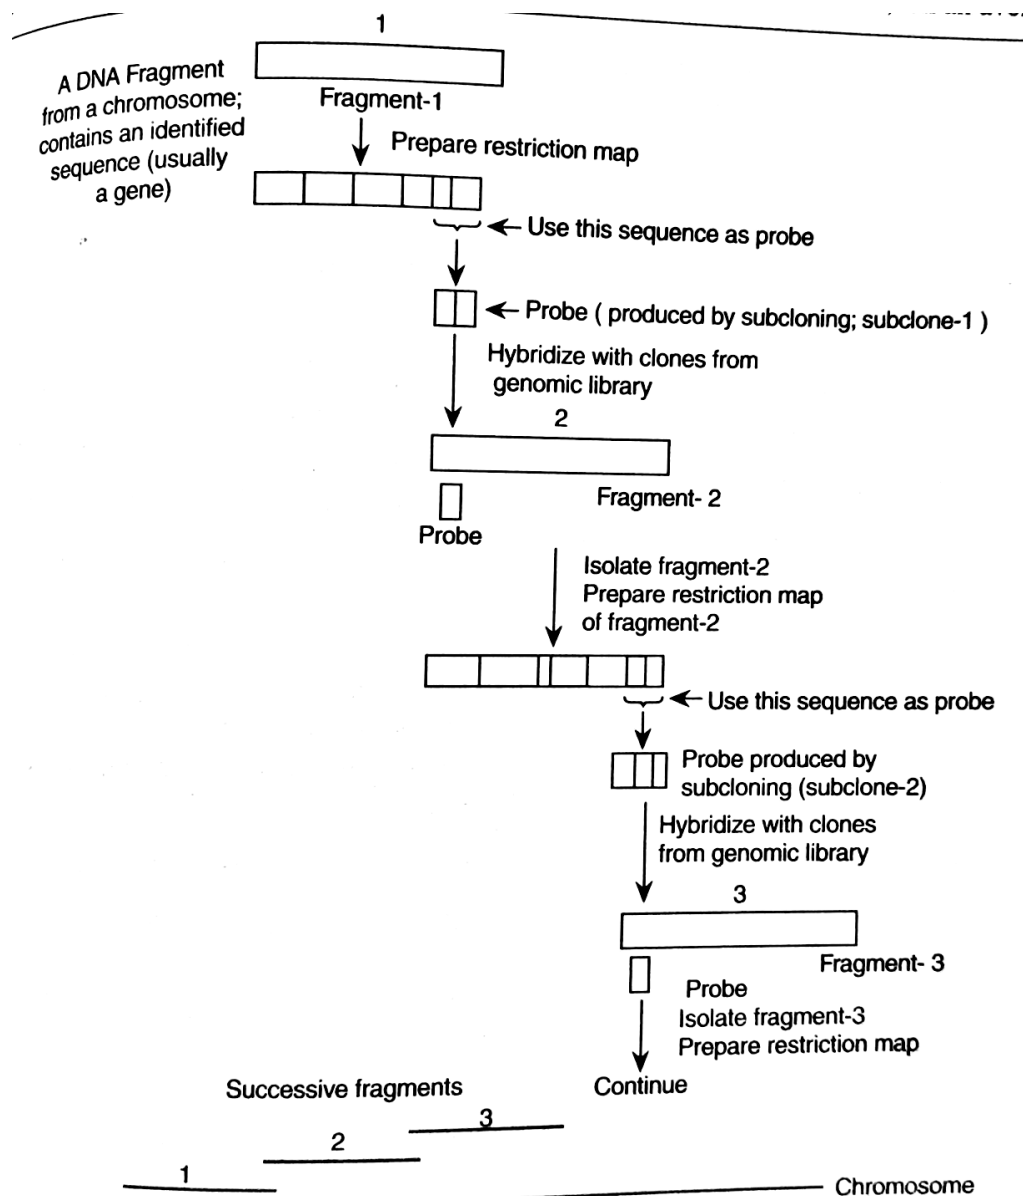 1
A DNA Fragment
from a chromosome;
contains an identified
sequence (usually
a gene)
Fragment-1
Prepare restriction map
Use this sequence as probe
Probe ( produced by subcloning; subclone-1 )
Hybridize with clones from
genomic library
2
Fragment- 2
Probe
Isolate fragment-2
Prepare restriction map
of fragment-2
Use this sequence as probe
Probe produced by
subcloning (subclone-2)
Hybridize with clones
from genomic library
3
Fragment- 3
Probe
Isolate fragment-3
Prepare restriction map
Continue
Successive fragments
3
2
1
Chromosome